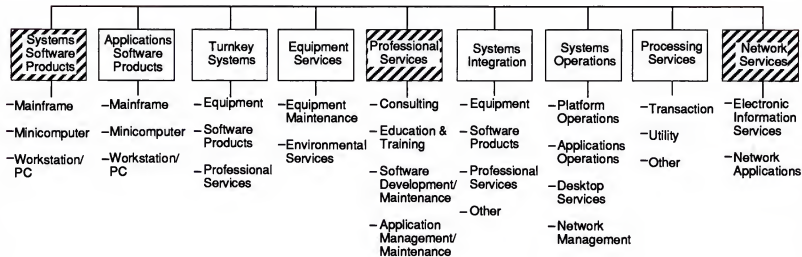 Systems
Software
Products
–Mainframe
–Minicomputer
–Workstation/
PC
Applications
Software
Products
–Mainframe
–Minicomputer
–Workstation/
PC
Turnkey
Systems
–Equipment
–Software
Products
–Professional
Services
Equipment
Services
–Equipment
Maintenance
–Environmental
Services
Professional
Services
–Consulting
–Education &
Training
–Software
Development/
Maintenance
–Application
Management/
Maintenance
Systems
Integration
–Equipment
–Software
Products
–Professional
Services
–Other
Systems
Operations
–Platform
Operations
–Applications
Operations
–Desktop
Services
–Network
Management
Processing
Services
–Transaction
–Utility
–Other
Network
Services
–Electronic
Information
Services
–Network
Applications